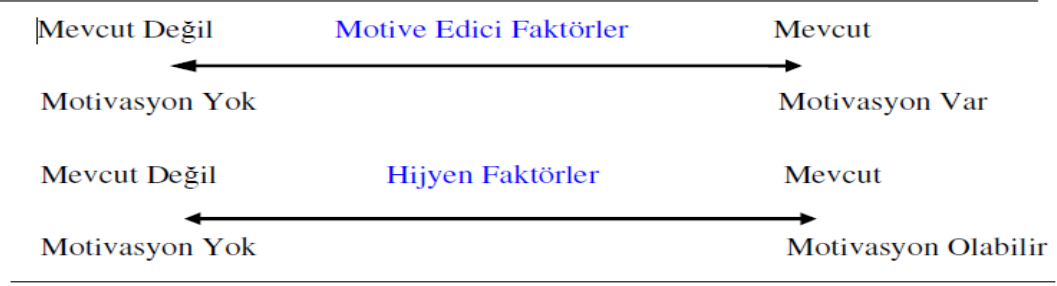 Mevcut Değil Motive Edici Faktörler Mevcut
Motivasyon Yok Motivasyon Var
Mevcut Değil Hijyen Faktörler Mevcut
Motivasyon Yok Motivasyon Olabilir